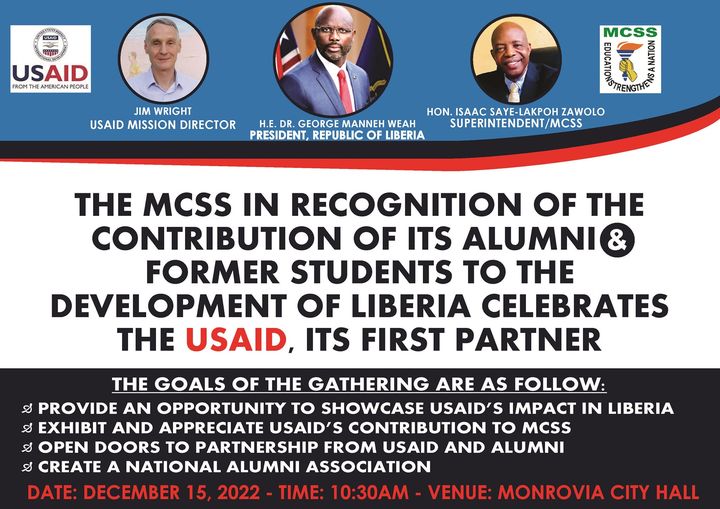 USAID
USAID
FROM THE AMERICAN PEOPLE
JIM WRIGHT
USAID MISSION DIRECTOR
H.E. DR. GEORGE MANNEH WEAH
PRESIDENT, REPUBLIC OF LIBERIA
HON. ISAAC SAYE-LAKPOH ZAWOLO
SUPERINTENDENT/MCSS
MCSS
EDUCATION STRENGTHENS A NATION
THE MCSS IN RECOGNITION OF THE
CONTRIBUTION OF ITS ALUMNI &
FORMER STUDENTS TO THE
DEVELOPMENT OF LIBERIA CELEBRATES
THE USAID, ITS FIRST PARTNER
THE GOALS OF THE GATHERING ARE AS FOLLOW:
PROVIDE AN OPPORTUNITY TO SHOWCASE USAID'S IMPACT IN LIBERIA
EXHIBIT AND APPRECIATE USAID'S CONTRIBUTION TO MCSS
OPEN DOORS TO PARTNERSHIP FROM USAID AND ALUMNI
CREATE A NATIONAL ALUMNI ASSOCIATION
DATE: DECEMBER 15, 2022 - TIME: 10:30AM - VENUE: MONROVIA CITY HALL